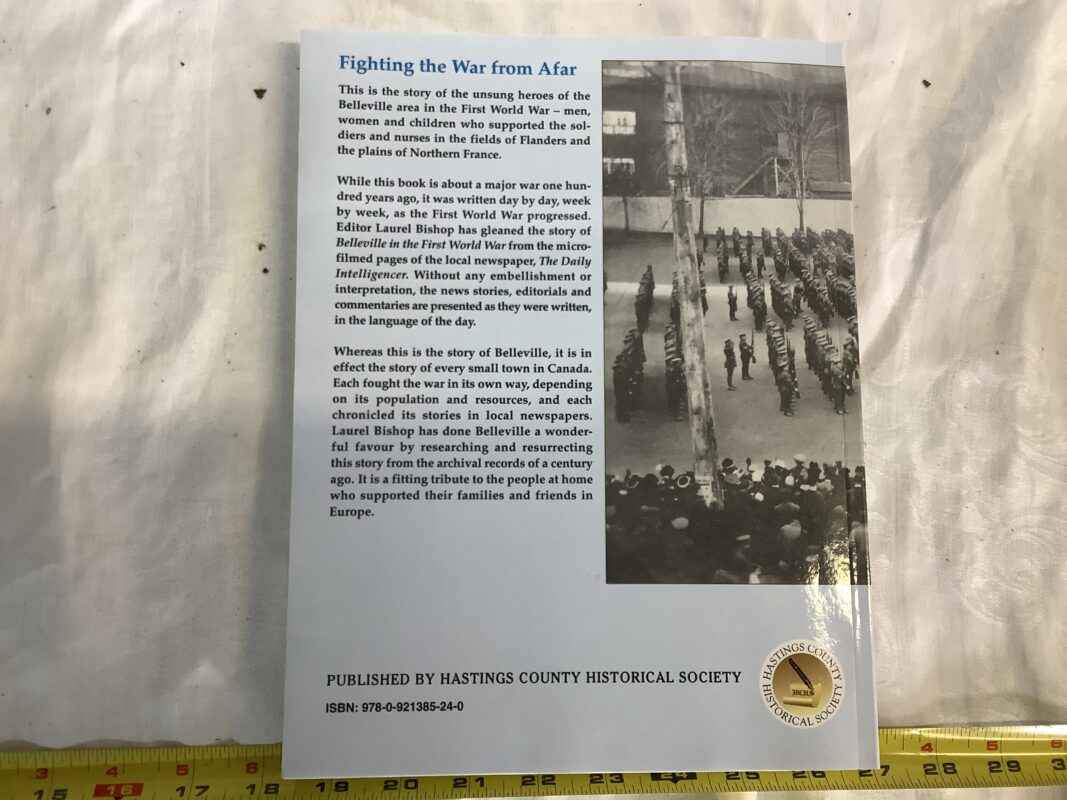 Fighting the War from Afar
This is the story of the unsung heroes of the
Belleville area in the First World War – men,
women and children who supported the sol-
diers and nurses in the fields of Flanders and
the plains of Northern France.
While this book is about a major war one hun-
dred years ago, it was written day by day, week
by week, as the First World War progressed.
Editor Laurel Bishop has gleaned the story of
Belleville in the First World War from the micro-
filmed pages of the local newspaper, The Daily
Intelligencer. Without any embellishment or
interpretation, the news stories, editorials and
commentaries are presented as they were written,
in the language of the day.
Whereas this is the story of Belleville, it is in
effect the story of every small town in Canada.
Each fought the war in its own way, depending
on its population and resources, and each
chronicled its stories in local newspapers.
Laurel Bishop has done Belleville a wonder-
ful favour by researching and resurrecting
this story from the archival records of a century
ago. It is a fitting tribute to the people at home
who supported their families and friends in
Europe.
PUBLISHED BY HASTINGS COUNTY HISTORICAL SOCIETY
ISBN: 978-0-921385-24-0
HASTINGS COUNTY
HISTORICAL SOCIETY
3 4 5 6 4 5 6
15 16 17 18 20 21 22 23 24 25 26 27 28 29